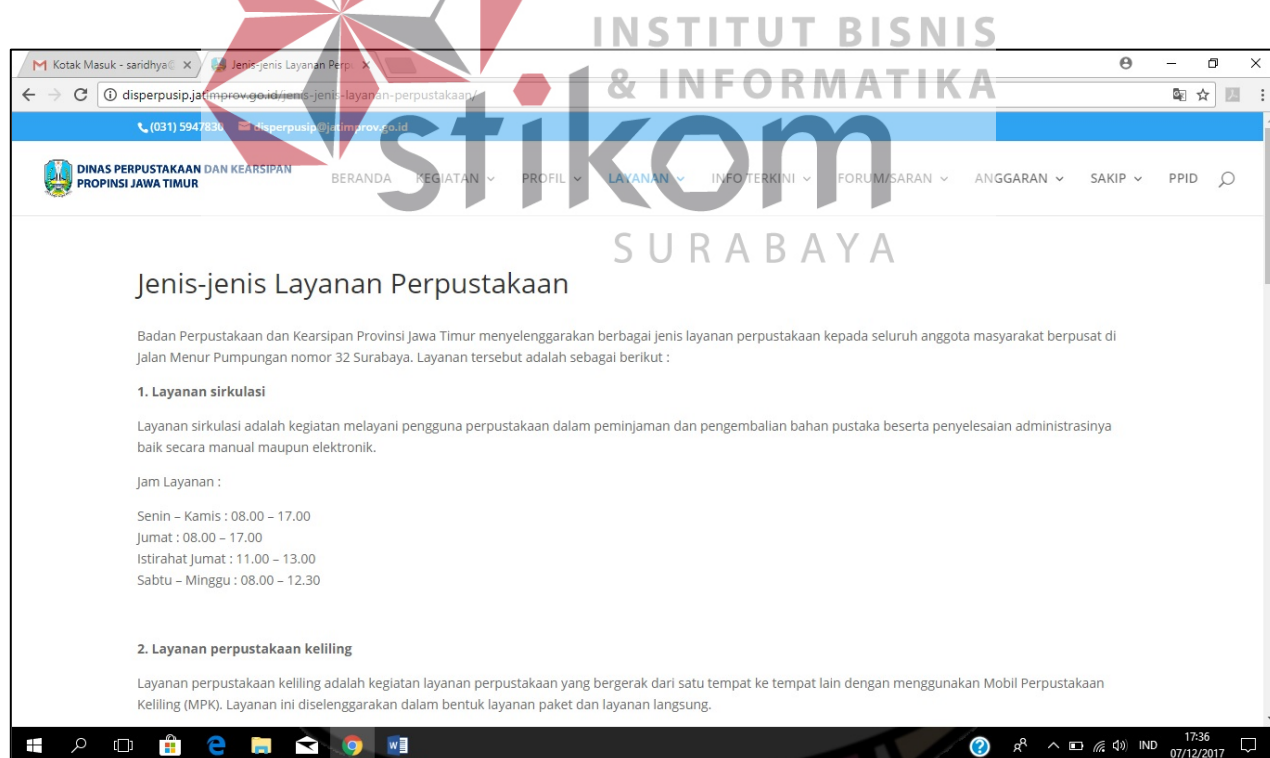 INSTITUT BISNIS
& INFORMATIKA
stikom
SURABAYA
Kotak Masuk - saridhya
Jenis-jenis Layanan Perp
disperpusip.jatimprov.go.id/jenis-jenis-layanan-perpustakaan/
(031) 5947830 disperpusip@jatimprov.go.id
DINAS PERPUSTAKAAN DAN KEARSIPAN
PROPINSI JAWA TIMUR
BERANDA KEGIATAN PROFIL LAYANAN INFO TERKINI FORUM/SARAN ANGGARAN SAKIP PPID
Jenis-jenis Layanan Perpustakaan
Badan Perpustakaan dan Kearsipan Provinsi Jawa Timur menyelenggarakan berbagai jenis layanan perpustakaan kepada seluruh anggota masyarakat berpusat di
Jalan Menur Pumpungan nomor 32 Surabaya. Layanan tersebut adalah sebagai berikut :
1. Layanan sirkulasi
Layanan sirkulasi adalah kegiatan melayani pengguna perpustakaan dalam peminjaman dan pengembalian bahan pustaka beserta penyelesaian administrasinya
baik secara manual maupun elektronik.
Jam Layanan :
Senin – Kamis : 08.00 – 17.00
Jumat : 08.00 – 17.00
Istirahat Jumat : 11.00 – 13.00
Sabtu – Minggu : 08.00 – 12.30
2. Layanan perpustakaan keliling
Layanan perpustakaan keliling adalah kegiatan layanan perpustakaan yang bergerak dari satu tempat ke tempat lain dengan menggunakan Mobil Perpustakaan
Keliling (MPK). Layanan ini diselenggarakan dalam bentuk layanan paket dan layanan langsung.
IND
17:36
07/12/2017